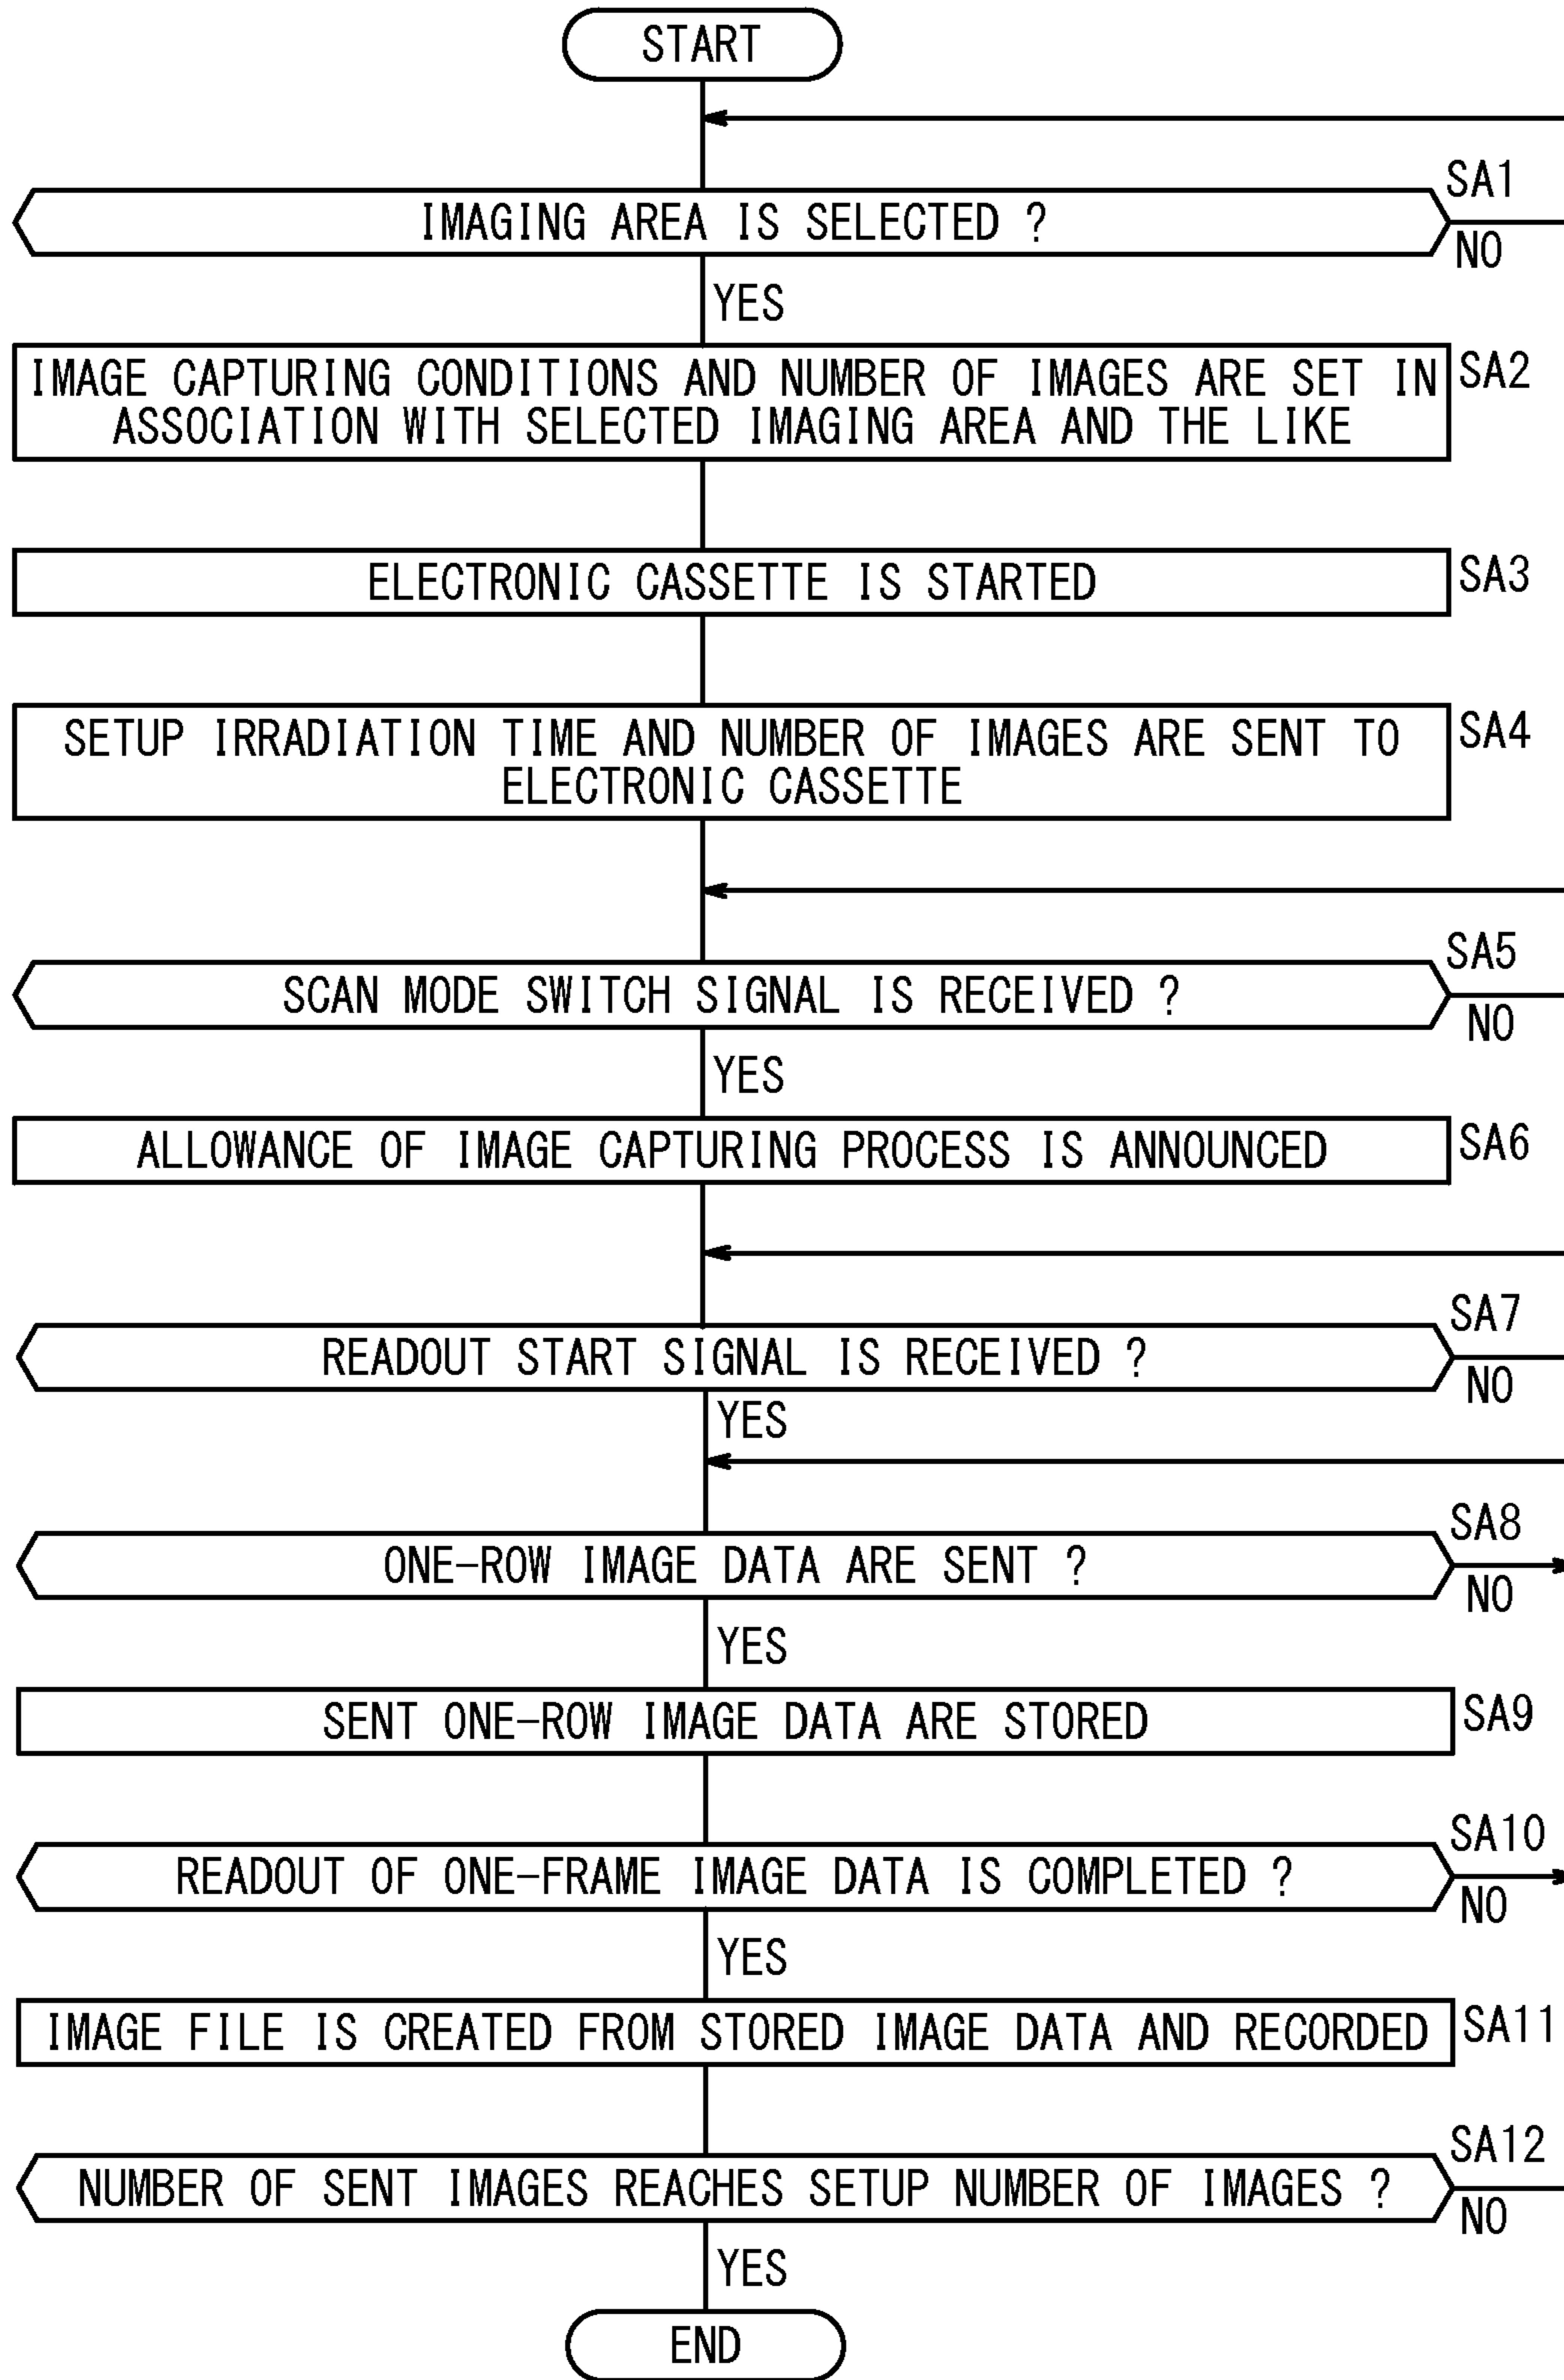 START
SA1
IMAGING AREA IS SELECTED ?
NO
YES
IMAGE CAPTURING CONDITIONS AND NUMBER OF IMAGES ARE SET IN
ASSOCIATION WITH SELECTED IMAGING AREA AND THE LIKE
SA2
ELECTRONIC CASSETTE IS STARTED
SA3
SETUP IRRADIATION TIME AND NUMBER OF IMAGES ARE SENT TO
ELECTRONIC CASSETTE
SA4
SA5
SCAN MODE SWITCH SIGNAL IS RECEIVED ?
NO
YES
ALLOWANCE OF IMAGE CAPTURING PROCESS IS ANNOUNCED
SA6
SA7
READOUT START SIGNAL IS RECEIVED ?
NO
YES
SA8
ONE-ROW IMAGE DATA ARE SENT ?
NO
YES
SENT ONE-ROW IMAGE DATA ARE STORED
SA9
SA10
READOUT OF ONE-FRAME IMAGE DATA IS COMPLETED ?
NO
YES
IMAGE FILE IS CREATED FROM STORED IMAGE DATA AND RECORDED
SA11
SA12
NUMBER OF SENT IMAGES REACHES SETUP NUMBER OF IMAGES ?
NO
YES
END